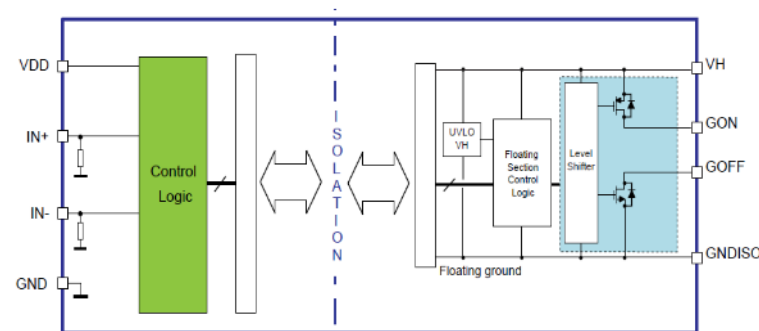 VDD
IN+
IN-
GND
Control
Logic
ISOLATION
UVLO
VH
Floating
Section
Control
Logic
Level
Shifter
Floating ground
VH
GON
GOFF
GNDISO